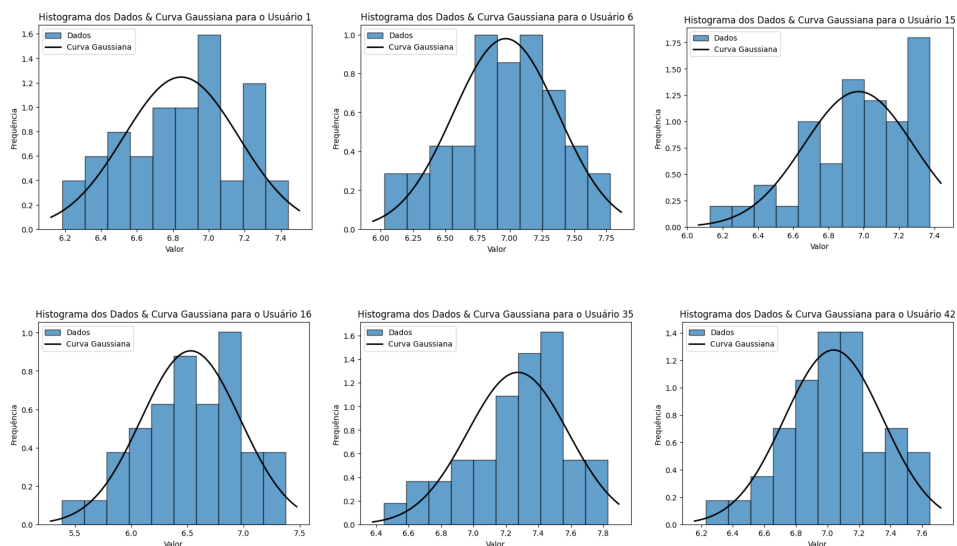 Histograma dos Dados & Curva Gaussiana para o Usuário 1
Dados
Curva Gaussiana
Frequência
1.6
1.4
1.2
1.0
0.8
0.6
0.4
0.2
0.0
6.2 6.4 6.6 6.8 7.0 7.2 7.4
Valor
Histograma dos Dados & Curva Gaussiana para o Usuário 6
Dados
Curva Gaussiana
Frequência
1.0
0.8
0.6
0.4
0.2
0.0
6.00 6.25 6.50 6.75 7.00 7.25 7.50 7.75
Valor
Histograma dos Dados & Curva Gaussiana para o Usuário 15
Dados
Curva Gaussiana
Frequência
1.75
1.50
1.25
1.00
0.75
0.50
0.25
0.00
6.0 6.2 6.4 6.6 6.8 7.0 7.2 7.4
Valor
Histograma dos Dados & Curva Gaussiana para o Usuário 16
Dados
Curva Gaussiana
Frequência
1.0
0.8
0.6
0.4
0.2
0.0
5.5 6.0 6.5 7.0 7.5
Valor
Histograma dos Dados & Curva Gaussiana para o Usuário 35
Dados
Curva Gaussiana
Frequência
1.6
1.4
1.2
1.0
0.8
0.6
0.4
0.2
0.0
6.4 6.6 6.8 7.0 7.2 7.4 7.6 7.8
Valor
Histograma dos Dados & Curva Gaussiana para o Usuário 42
Dados
Curva Gaussiana
Frequência
1.4
1.2
1.0
0.8
0.6
0.4
0.2
0.0
6.2 6.4 6.6 6.8 7.0 7.2 7.4 7.6
Valor